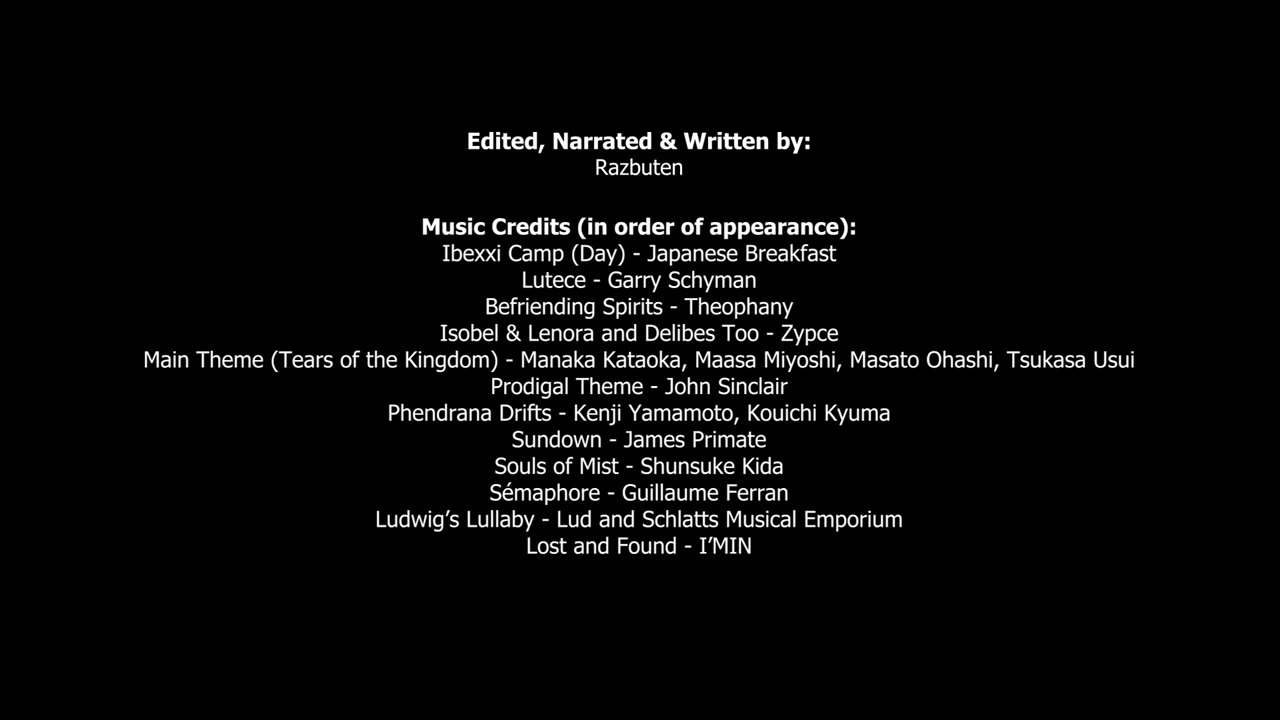 Edited, Narrated & Written by:
Razbuten
Music Credits (in order of appearance):
Ibexxi Camp (Day) - Japanese Breakfast
Lutece - Garry Schyman
Befriending Spirits - Theophany
Isobel & Lenora and Delibes Too - Zypce
Main Theme (Tears of the Kingdom) - Manaka Kataoka, Maasa Miyoshi, Masato Ohashi, Tsukasa Usui
Prodigal Theme - John Sinclair
Phendrana Drifts - Kenji Yamamoto, Kouichi Kyuma
Sundown - James Primate
Souls of Mist - Shunsuke Kida
Sémaphore - Guillaume Ferran
Ludwig’s Lullaby - Lud and Schlatts Musical Emporium
Lost and Found - I’MIN